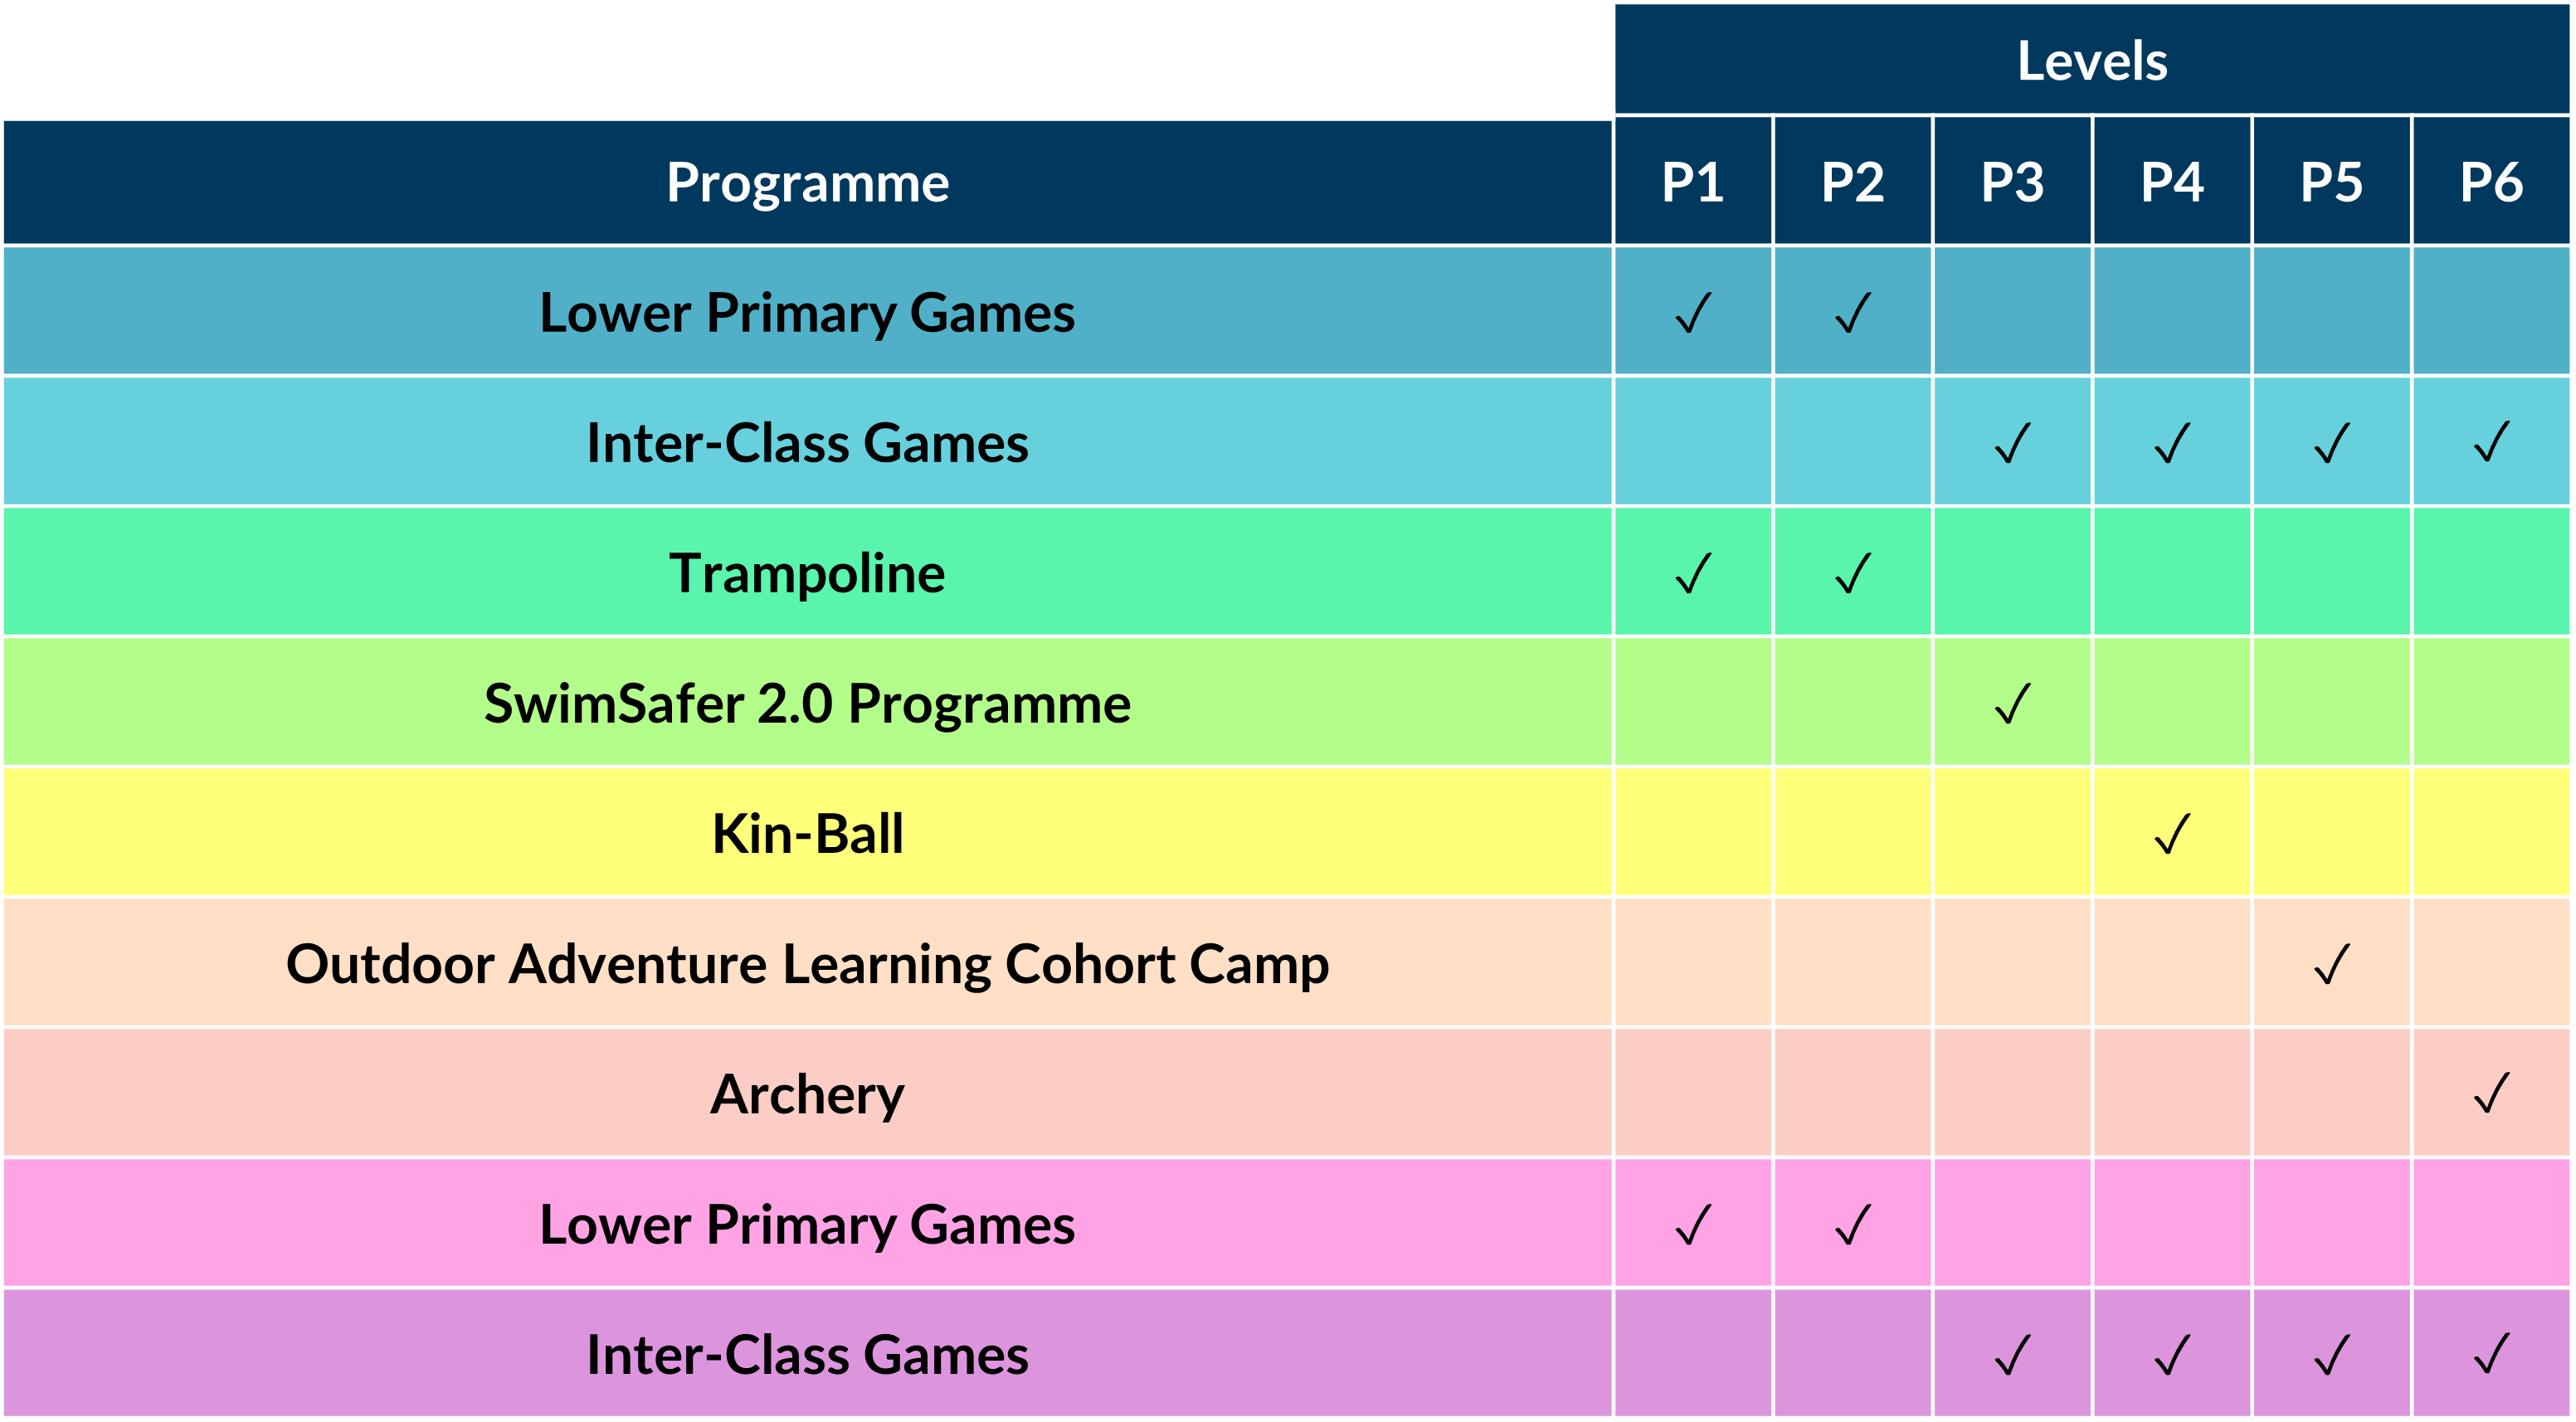 Levels
Programme P1 P2 P3 P4 P5 P6
Lower Primary Games ✓ ✓
Inter-Class Games ✓ ✓ ✓ ✓
Trampoline ✓ ✓
SwimSafer 2.0 Programme ✓
Kin-Ball ✓
Outdoor Adventure Learning Cohort Camp ✓
Archery ✓
Lower Primary Games ✓ ✓
Inter-Class Games ✓ ✓ ✓ ✓